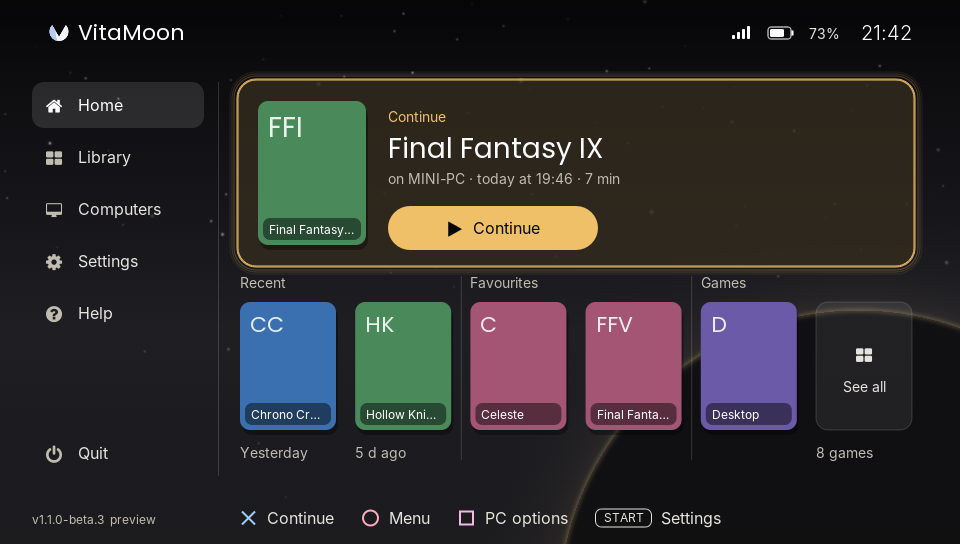 VitaMoon
73%
21:42
Home
Library
Computers
Settings
Help
Quit
v1.1.0-beta.3 preview
FFI
Final Fantasy...
Continue
Final Fantasy IX
on MINI-PC · today at 19:46 · 7 min
Continue
Recent
Favourites
Games
CC
HK
C
FFV
D
Chrono Cr...
Hollow Kni...
Celeste
Final Fanta...
Desktop
See all
Yesterday
5 d ago
8 games
Continue
Menu
PC options
START
Settings